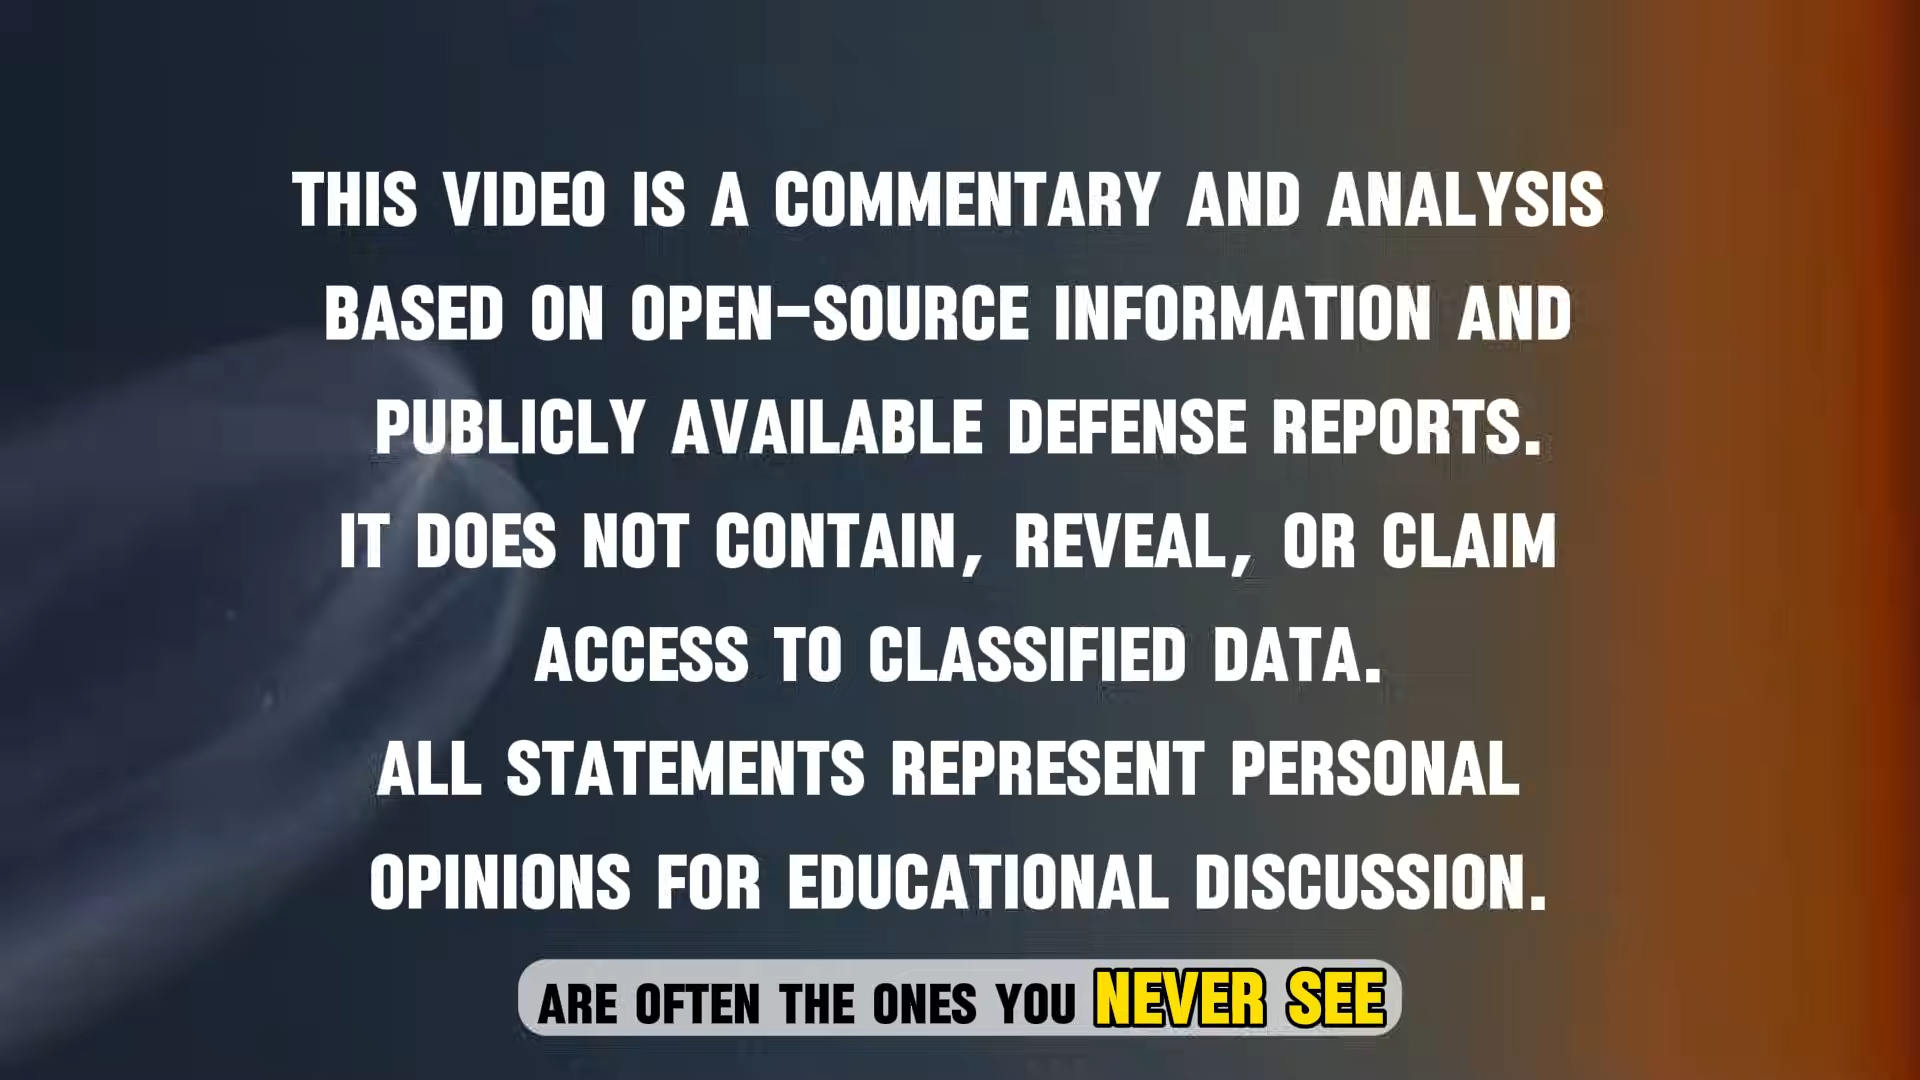 THIS VIDEO IS A COMMENTARY AND ANALYSIS
BASED ON OPEN-SOURCE INFORMATION AND
PUBLICLY AVAILABLE DEFENSE REPORTS.
IT DOES NOT CONTAIN, REVEAL, OR CLAIM
ACCESS TO CLASSIFIED DATA.
ALL STATEMENTS REPRESENT PERSONAL
OPINIONS FOR EDUCATIONAL DISCUSSION.
ARE OFTEN THE ONES YOU NEVER SEE